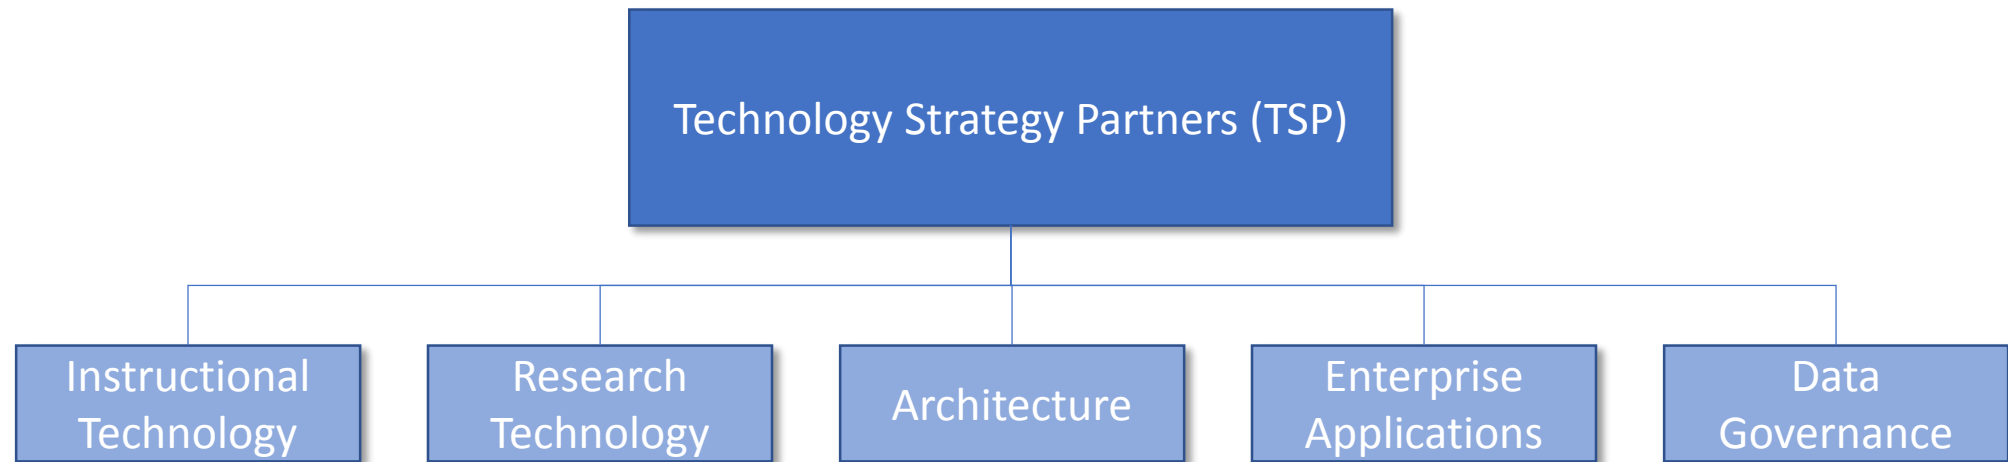 Technology Strategy Partners (TSP)
Instructional
Technology
Research
Technology
Architecture
Enterprise
Applications
Data
Governance